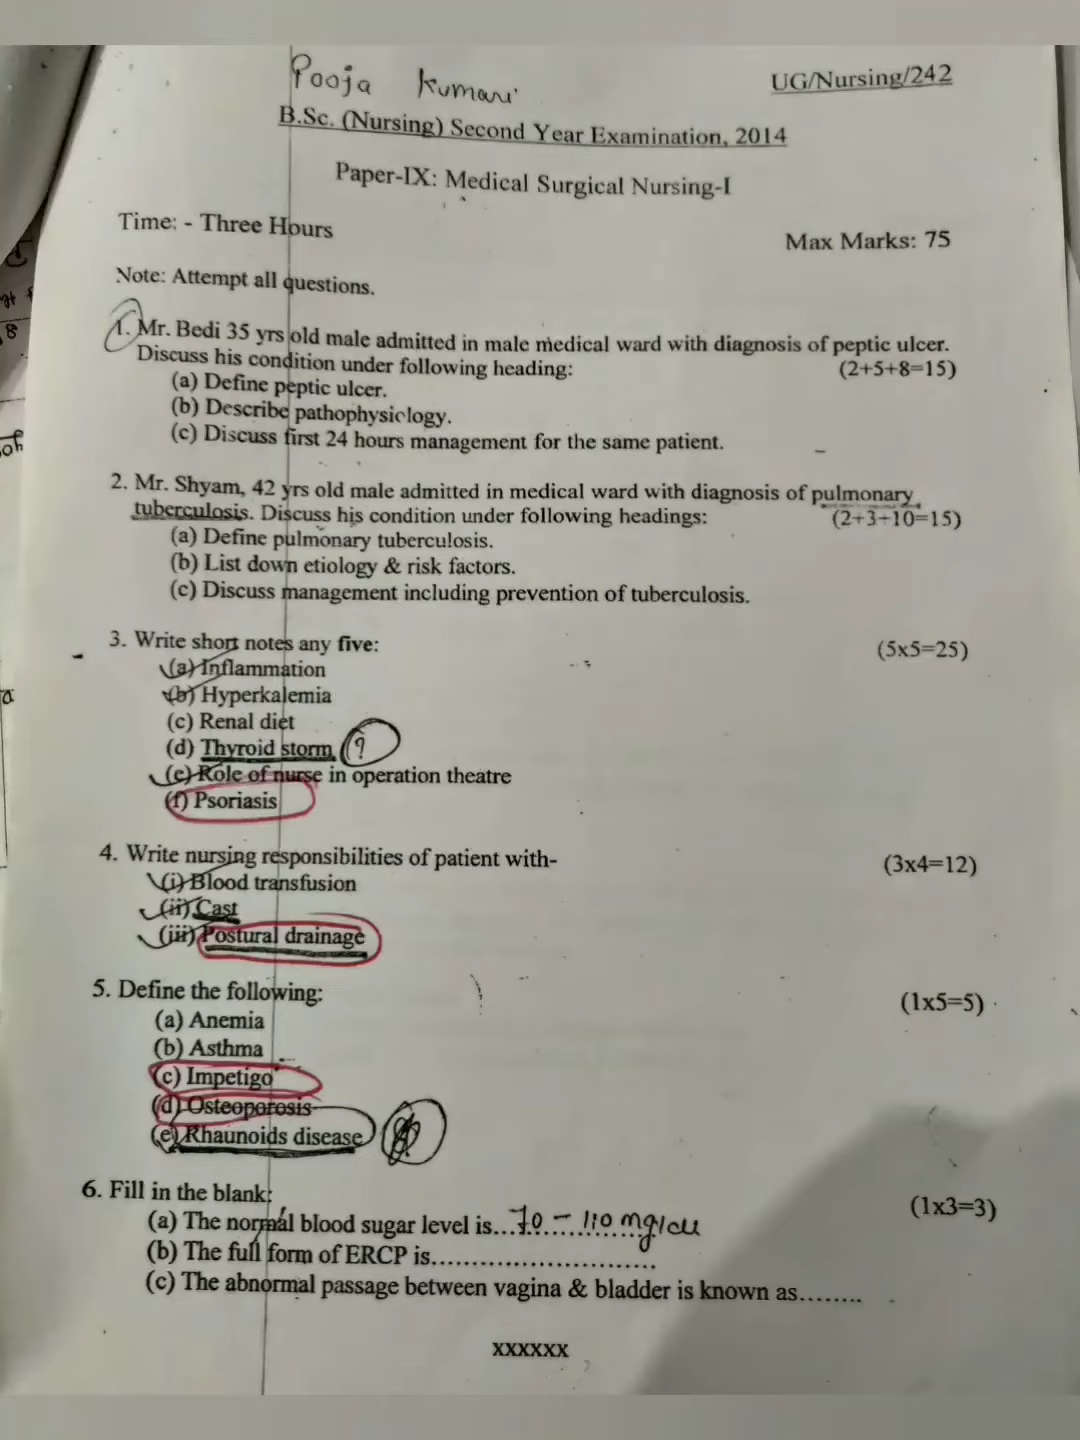 Pooja Kumari
UG/Nursing/242
B.Sc. (Nursing) Second Year Examination, 2014
Paper-IX: Medical Surgical Nursing-I
Time: - Three Hours
Max Marks: 75
Note: Attempt all questions.
1. Mr. Bedi 35 yrs old male admitted in male medical ward with diagnosis of peptic ulcer.
Discuss his condition under following heading: (2+5+8=15)
(a) Define peptic ulcer.
(b) Describe pathophysiology.
(c) Discuss first 24 hours management for the same patient.
2. Mr. Shyam, 42 yrs old male admitted in medical ward with diagnosis of pulmonary
tuberculosis. Discuss his condition under following headings: (2+3+10=15)
(a) Define pulmonary tuberculosis.
(b) List down etiology & risk factors.
(c) Discuss management including prevention of tuberculosis.
3. Write short notes any five: (5x5=25)
(a) Inflammation
(b) Hyperkalemia
(c) Renal diet
(d) Thyroid storm ?
(e) Role of nurse in operation theatre
(f) Psoriasis
4. Write nursing responsibilities of patient with- (3x4=12)
(i) Blood transfusion
(ii) Cast
(iii) Postural drainage
5. Define the following: (1x5=5)
(a) Anemia
(b) Asthma
(c) Impetigo
(d) Osteoporosis
(e) Rhaunoids disease
6. Fill in the blank: (1x3=3)
(a) The normal blood sugar level is...70 - 110 mg/
(b) The full form of ERCP is..........................
(c) The abnormal passage between vagina & bladder is known as........
xxxxxx